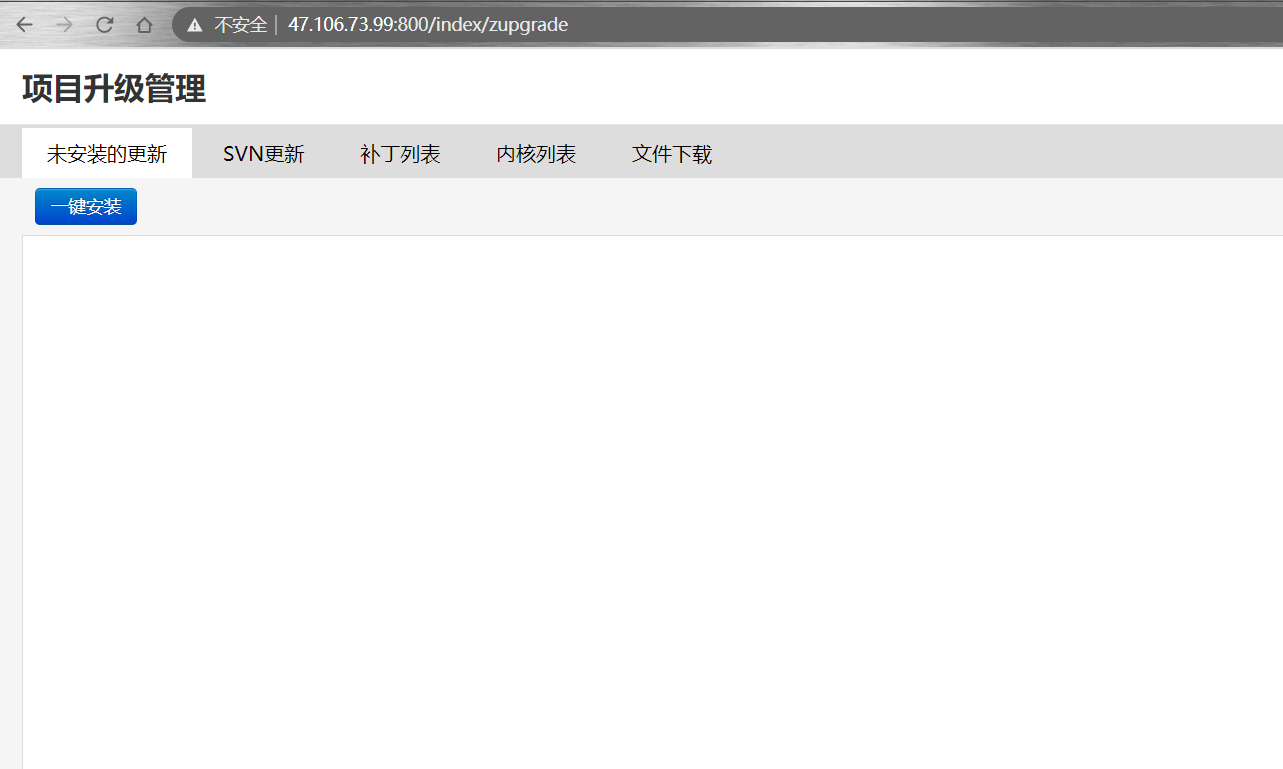 不安全 | 47.106.73.99:800/index/zupgrade
项目升级管理
未安装的更新 SVN更新 补丁列表 内核列表 文件下载
一键安装